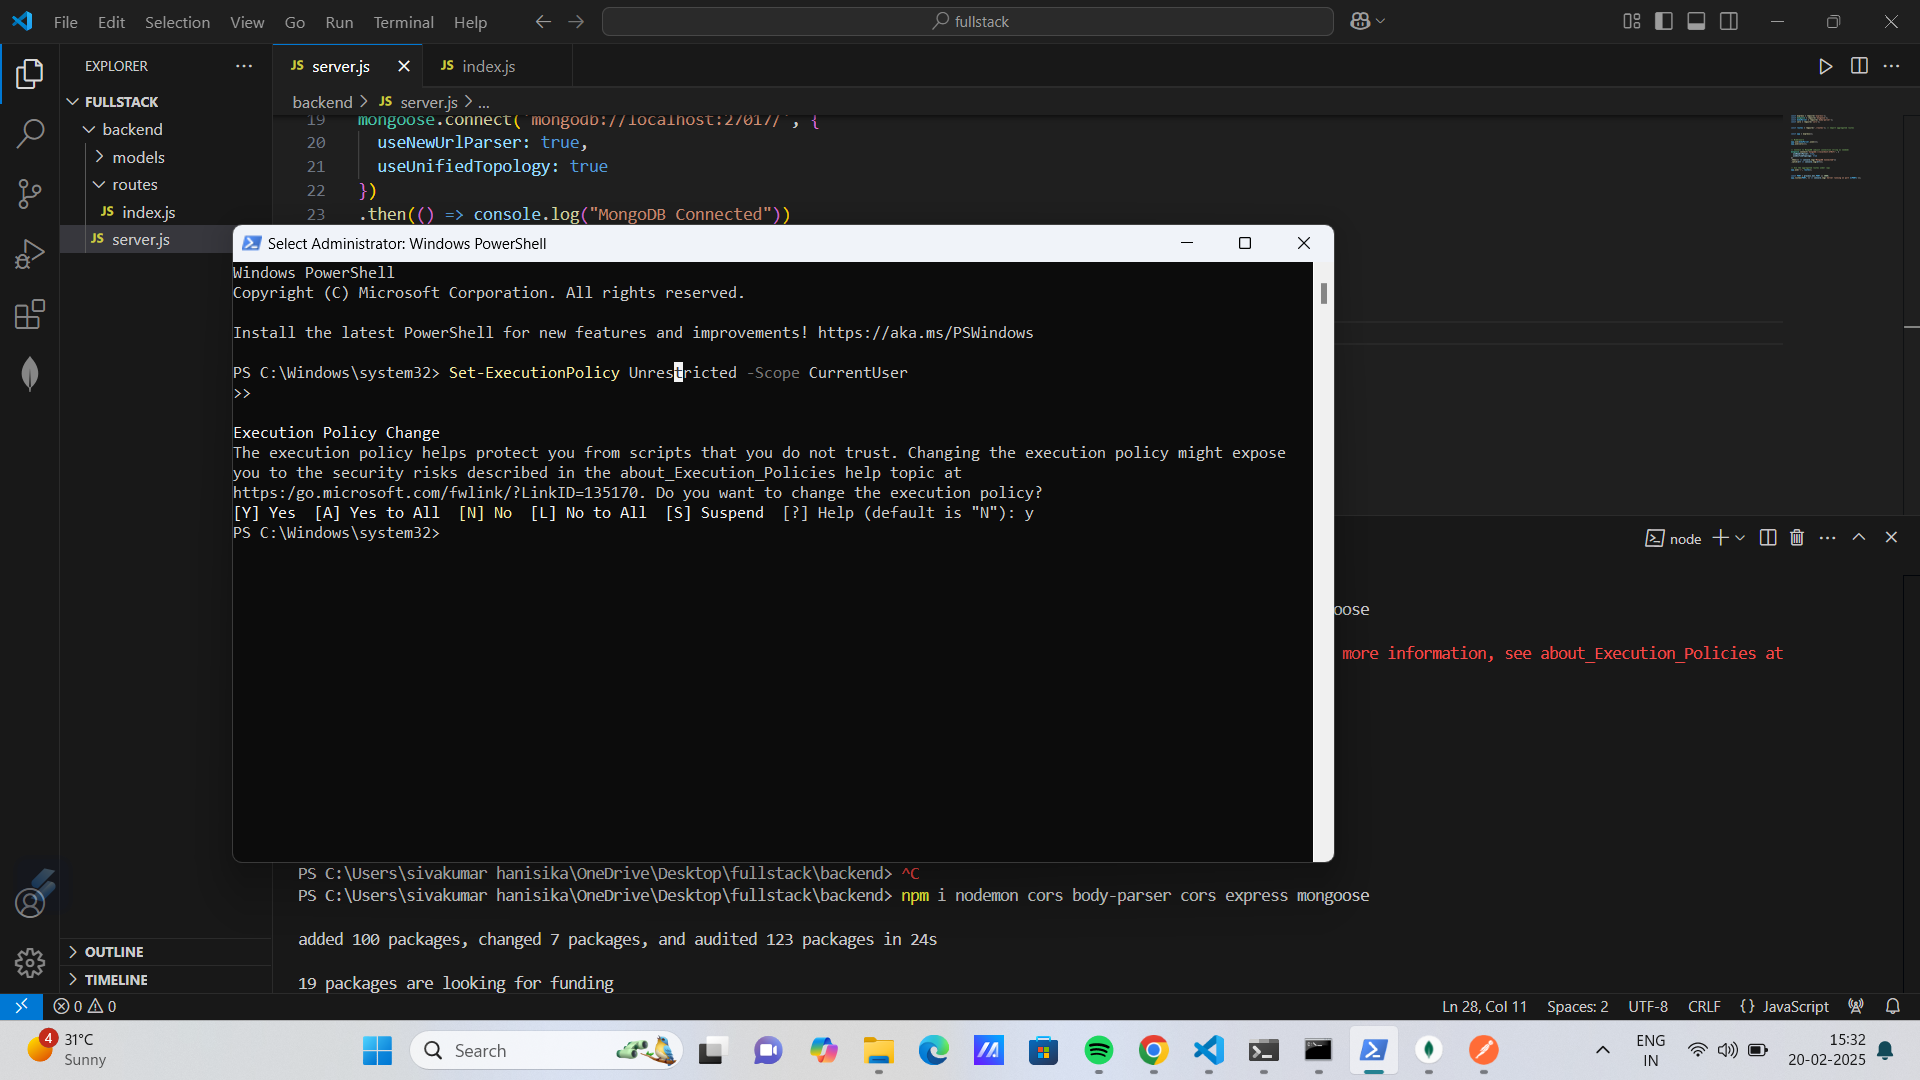 File Edit Selection View Go Run Terminal Help
fullstack
EXPLORER
FULLSTACK
backend
models
routes
JS index.js
JS server.js
OUTLINE
TIMELINE
JS server.js
JS index.js
backend > JS server.js > ...
19 mongoose.connect('mongodb://localhost:27017/', {
20 useNewUrlParser: true,
21 useUnifiedTopology: true
22 })
23 .then(() => console.log("MongoDB Connected"))
Select Administrator: Windows PowerShell
Windows PowerShell
Copyright (C) Microsoft Corporation. All rights reserved.
Install the latest PowerShell for new features and improvements! https://aka.ms/PSWindows
PS C:\Windows\system32> Set-ExecutionPolicy Unrestricted -Scope CurrentUser
>>
Execution Policy Change
The execution policy helps protect you from scripts that you do not trust. Changing the execution policy might expose
you to the security risks described in the about_Execution_Policies help topic at
https:/go.microsoft.com/fwlink/?LinkID=135170. Do you want to change the execution policy?
[Y] Yes [A] Yes to All [N] No [L] No to All [S] Suspend [?] Help (default is "N"): y
PS C:\Windows\system32>
node
oose
more information, see about_Execution_Policies at
PS C:\Users\sivakumar hanisika\OneDrive\Desktop\fullstack\backend> ^C
PS C:\Users\sivakumar hanisika\OneDrive\Desktop\fullstack\backend> npm i nodemon cors body-parser cors express mongoose
added 100 packages, changed 7 packages, and audited 123 packages in 24s
19 packages are looking for funding
0 0
Ln 28, Col 11 Spaces: 2 UTF-8 CRLF {} JavaScript
4
31°C
Sunny
Search
ENG
IN
15:32
20-02-2025